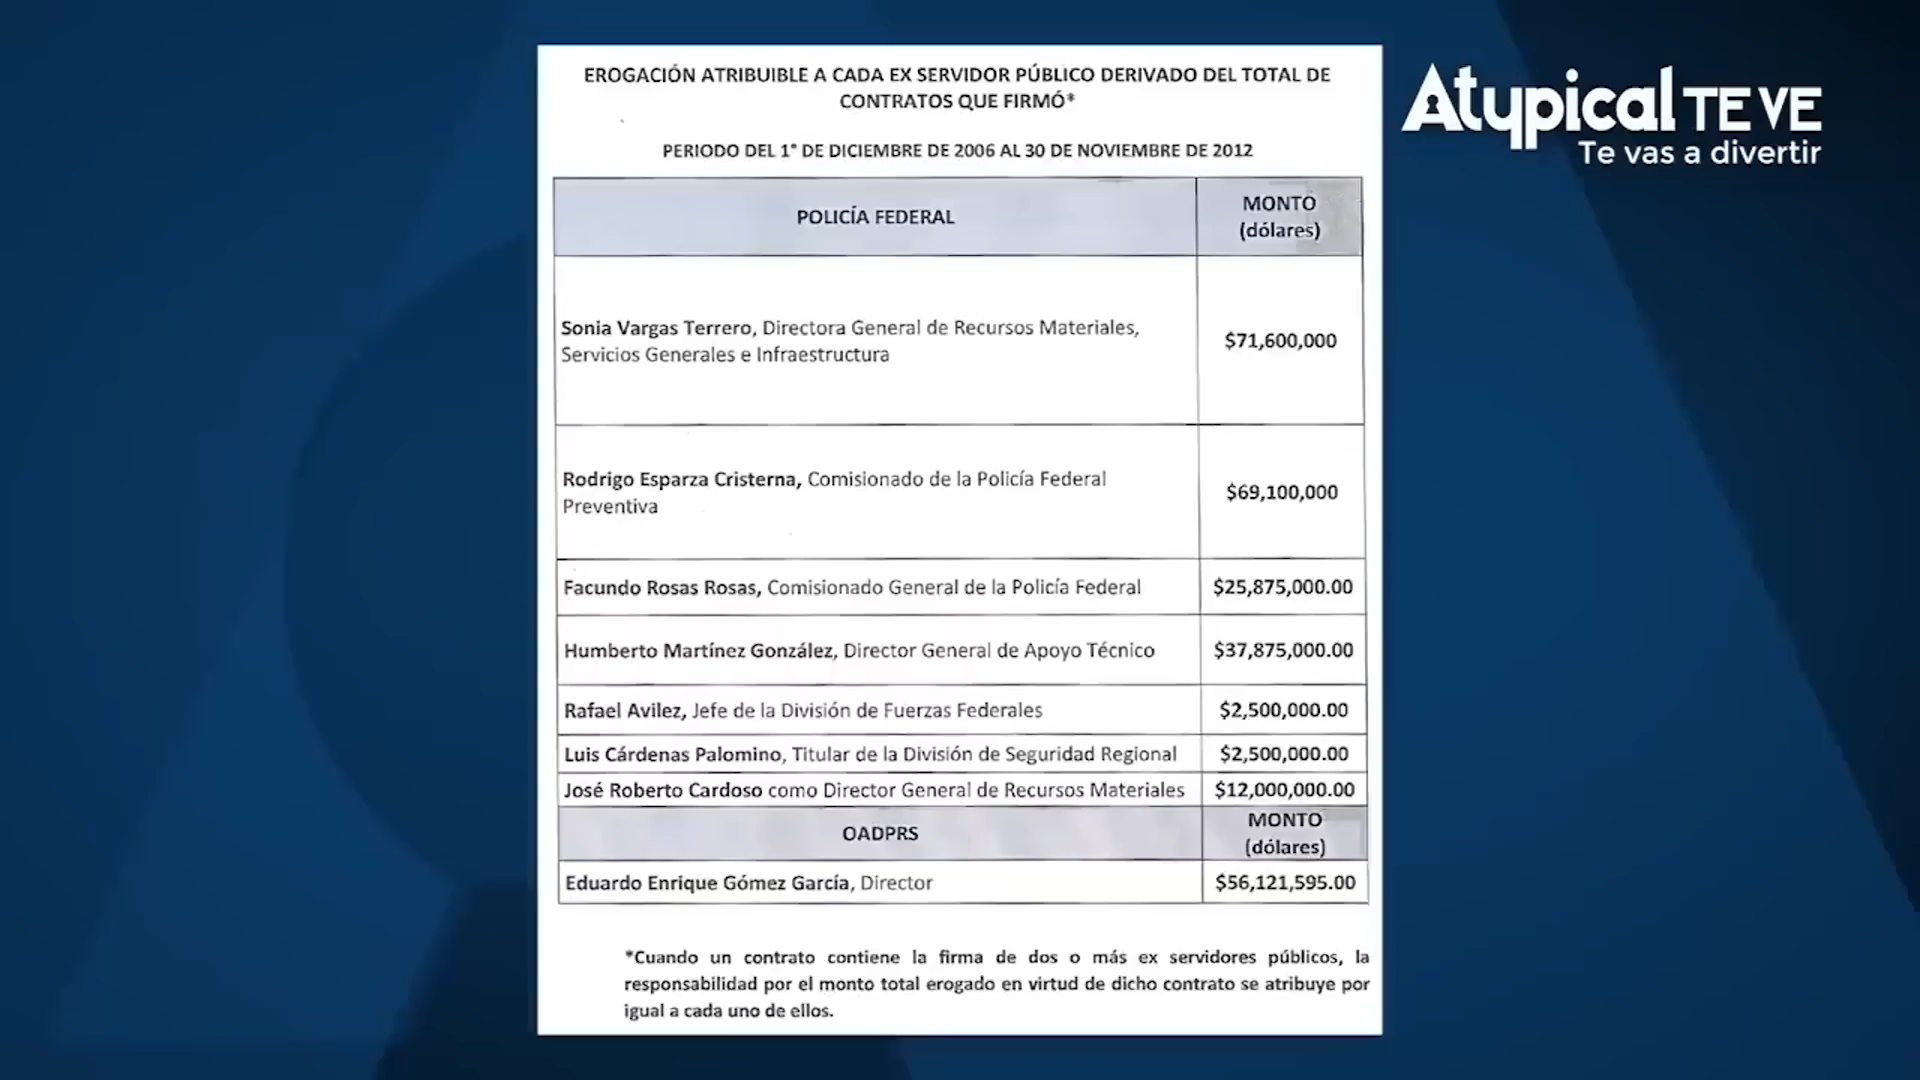 EROGACIÓN ATRIBUIBLE A CADA EX SERVIDOR PÚBLICO DERIVADO DEL TOTAL DE
CONTRATOS QUE FIRMÓ*
PERIODO DEL 1° DE DICIEMBRE DE 2006 AL 30 DE NOVIEMBRE DE 2012
POLICÍA FEDERAL
MONTO
(dólares)
Sonia Vargas Terrero, Directora General de Recursos Materiales,
Servicios Generales e Infraestructura
$71,600,000
Rodrigo Esparza Cristerna, Comisionado de la Policía Federal
Preventiva
$69,100,000
Facundo Rosas Rosas, Comisionado General de la Policía Federal
$25,875,000.00
Humberto Martínez González, Director General de Apoyo Técnico
$37,875,000.00
Rafael Avilez, Jefe de la División de Fuerzas Federales
$2,500,000.00
Luis Cárdenas Palomino, Titular de la División de Seguridad Regional
$2,500,000.00
José Roberto Cardoso como Director General de Recursos Materiales
$12,000,000.00
OADPRS
MONTO
(dólares)
Eduardo Enrique Gómez García, Director
$56,121,595.00
*Cuando un contrato contiene la firma de dos o más ex servidores públicos, la
responsabilidad por el monto total erogado en virtud de dicho contrato se atribuye por
igual a cada uno de ellos.
Atypical TE VE
Te vas a divertir